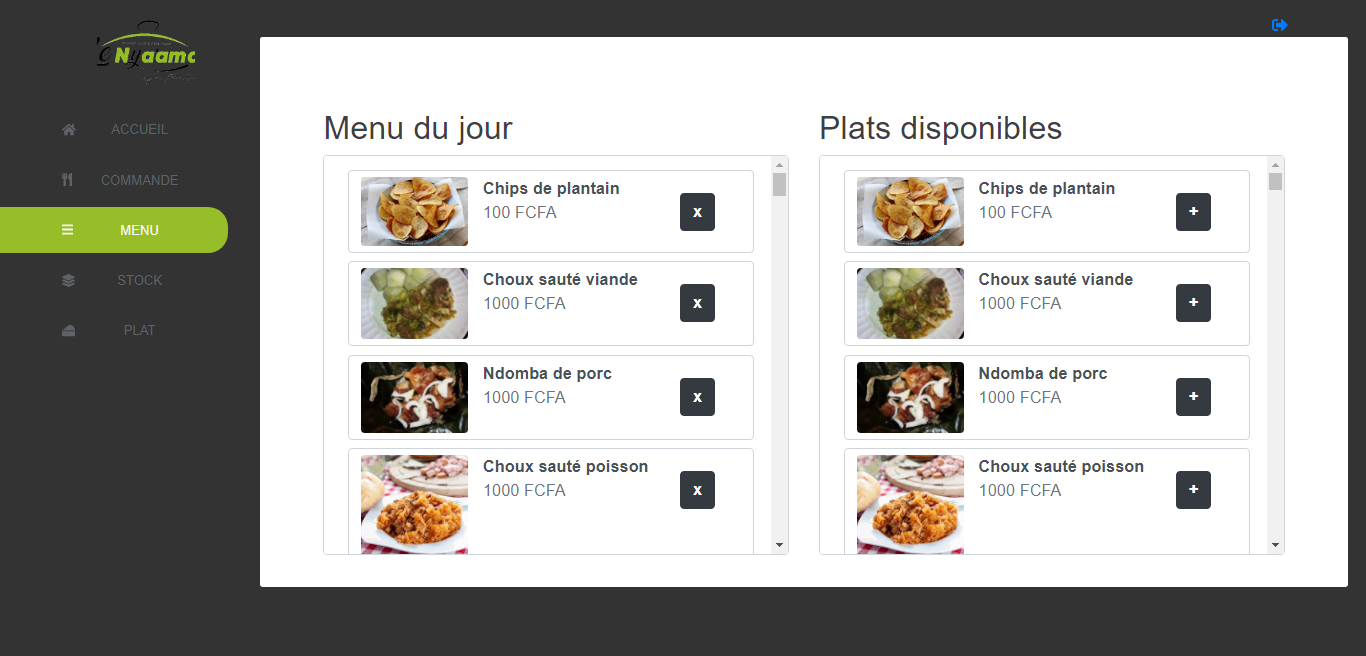 Nyaama
ACCUEIL
COMMANDE
MENU
STOCK
PLAT
Menu du jour
Chips de plantain
100 FCFA
x
Choux sauté viande
1000 FCFA
x
Ndomba de porc
1000 FCFA
x
Choux sauté poisson
1000 FCFA
x
Plats disponibles
Chips de plantain
100 FCFA
+
Choux sauté viande
1000 FCFA
+
Ndomba de porc
1000 FCFA
+
Choux sauté poisson
1000 FCFA
+